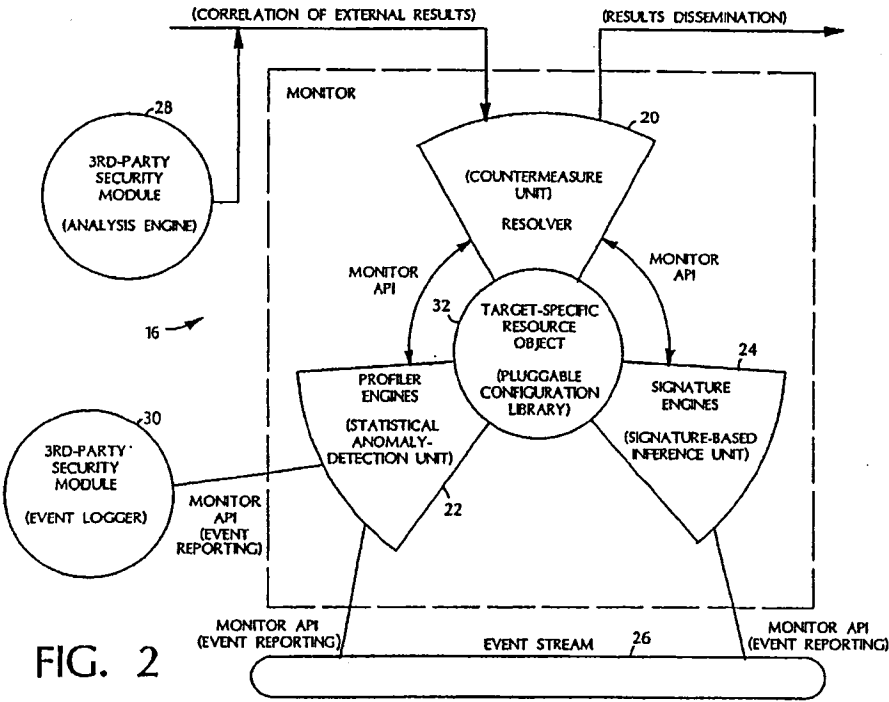 (CORRELATION OF EXTERNAL RESULTS)
(RESULTS DISSEMINATION)
MONITOR
28
3RD-PARTY
SECURITY
MODULE
(ANALYSIS ENGINE)
20
(COUNTERMEASURE
UNIT)
RESOLVER
MONITOR
API
MONITOR
API
16
32
TARGET-SPECIFIC
RESOURCE
OBJECT
(PLUGGABLE
CONFIGURATION
LIBRARY)
PROFILER
ENGINES
(STATISTICAL
ANOMALY-
DETECTION UNIT)
22
24
SIGNATURE
ENGINES
(SIGNATURE-BASED
INFERENCE UNIT)
30
3RD-PARTY
SECURITY
MODULE
(EVENT LOGGER)
MONITOR
API
(EVENT
REPORTING)
MONITOR API
(EVENT REPORTING)
EVENT STREAM
26
MONITOR API
(EVENT REPORTING)
FIG. 2